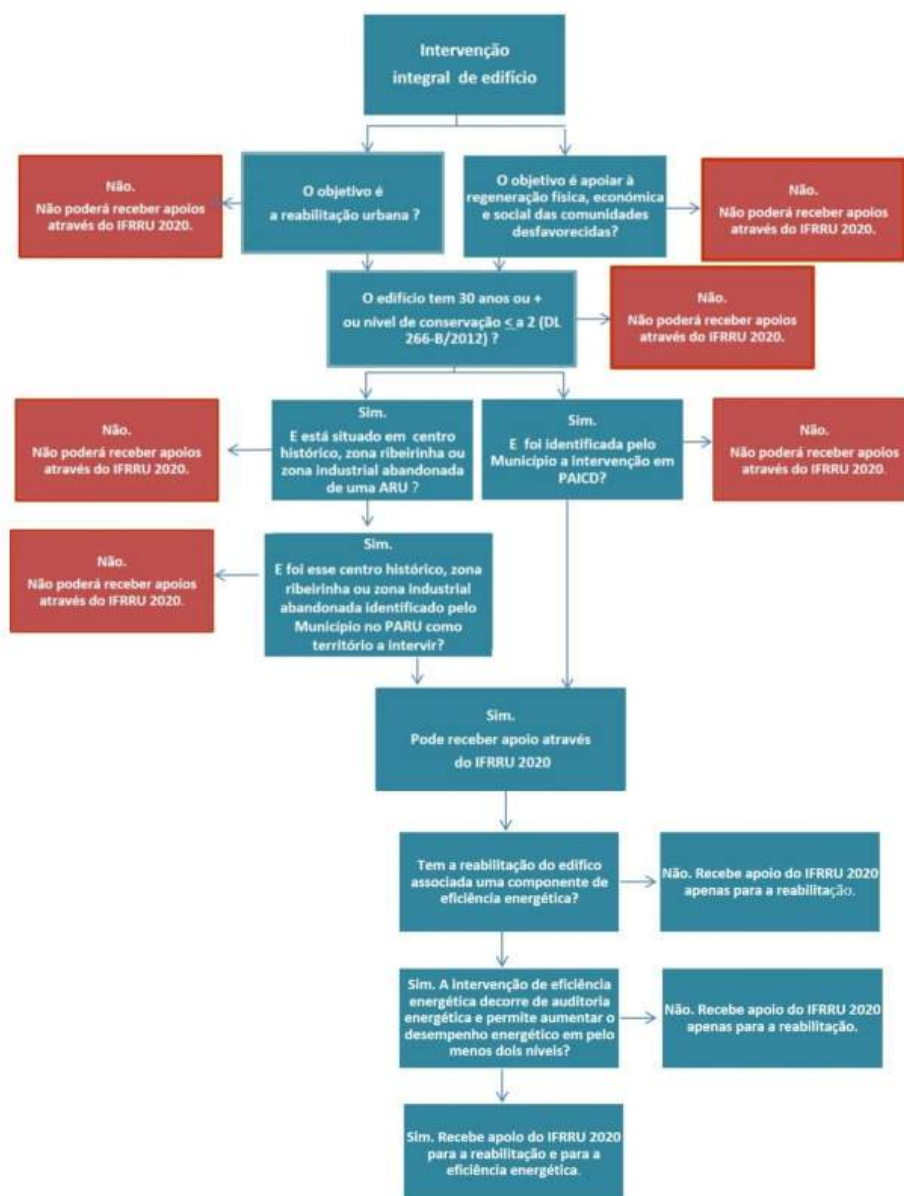 Intervenção
integral de edifício
Não.
Não poderá receber apoios
através do IFRRU 2020.
O objetivo é
a reabilitação urbana ?
O objetivo é apoiar à
regeneração física, económica
e social das comunidades
desfavorecidas?
Não.
Não poderá receber apoios
através do IFRRU 2020.
O edifício tem 30 anos ou +
ou nível de conservação < a 2 (DL
266-B/2012) ?
Não.
Não poderá receber apoios
através do IFRRU 2020.
Não.
Não poderá receber apoios
através do IFRRU 2020.
Sim.
E está situado em centro
histórico, zona ribeirinha ou
zona industrial abandonada
de uma ARU ?
Sim.
E foi identificada pelo
Município a intervenção em
PAICD?
Não.
Não poderá receber apoios
através do IFRRU 2020.
Não.
Não poderá receber apoios
através do IFRRU 2020.
Sim.
E foi esse centro histórico, zona
ribeirinha ou zona industrial
abandonada identificado pelo
Município no PARU como
território a intervir?
Sim.
Pode receber apoio através
do IFRRU 2020
Tem a reabilitação do edifico
associada uma componente de
eficiência energética?
Não. Recebe apoio do IFRRU 2020
apenas para a reabilitação.
Sim. A intervenção de eficiência
energética decorre de auditoria
energética e permite aumentar o
desempenho energético em pelo
menos dois níveis?
Não. Recebe apoio do IFRRU 2020
apenas para a reabilitação.
Sim. Recebe apoio do IFRRU 2020
para a reabilitação e para a
eficiência energética.